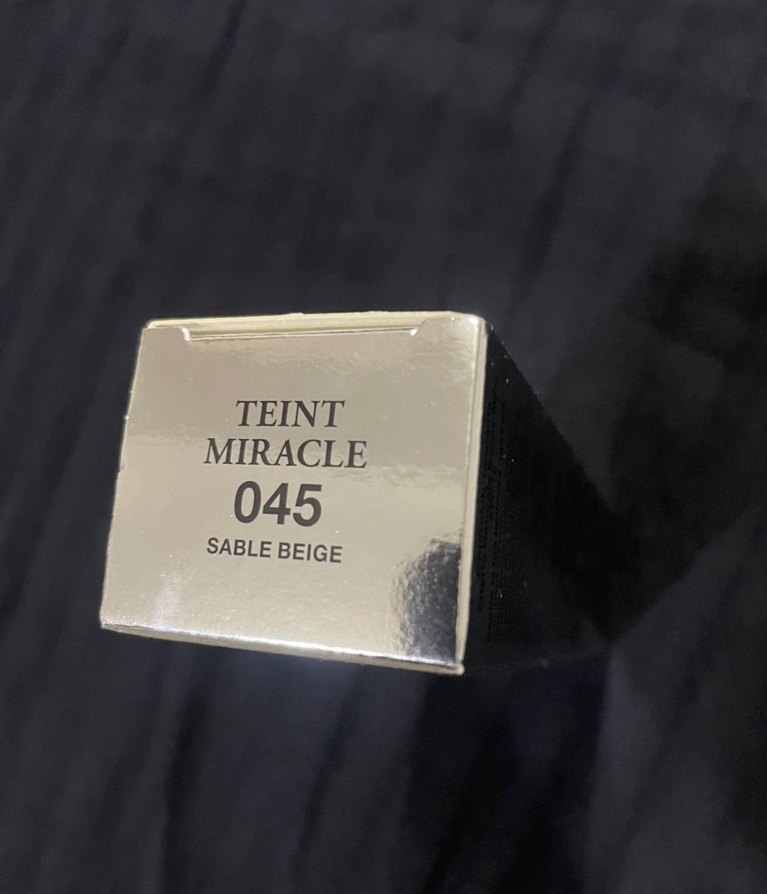 TEINT
MIRACLE
045
SABLE BEIGE